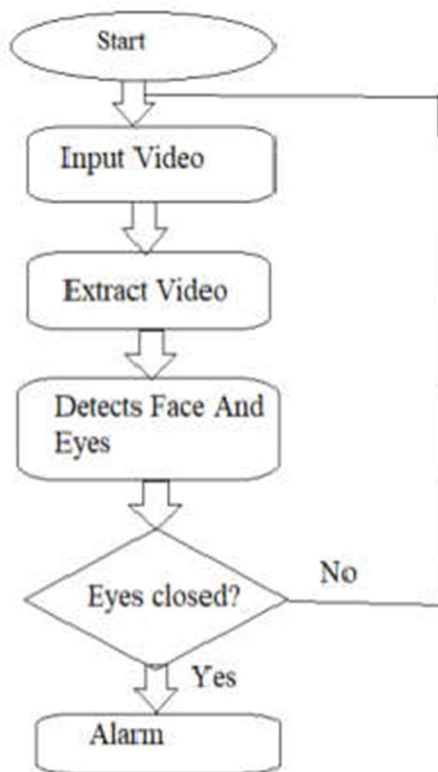 Start
Input Video
Extract Video
Detects Face And
Eyes
Eyes closed?
No
Yes
Alarm